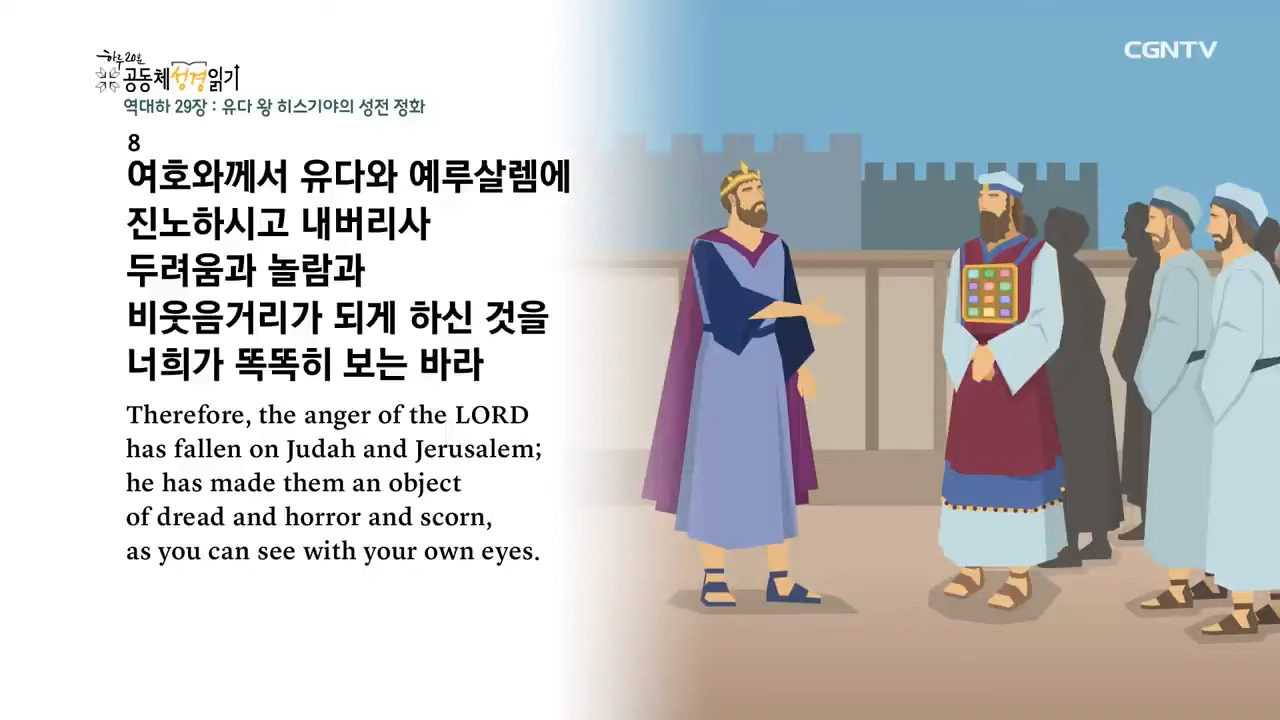 하루 20분
공동체성경읽기
역대하 29장 : 유다 왕 히스기야의 성전 정화
8
여호와께서 유다와 예루살렘에
진노하시고 내버리사
두려움과 놀람과
비웃음거리가 되게 하신 것을
너희가 똑똑히 보는 바라
Therefore, the anger of the LORD
has fallen on Judah and Jerusalem;
he has made them an object
of dread and horror and scorn,
as you can see with your own eyes.
CGNTV